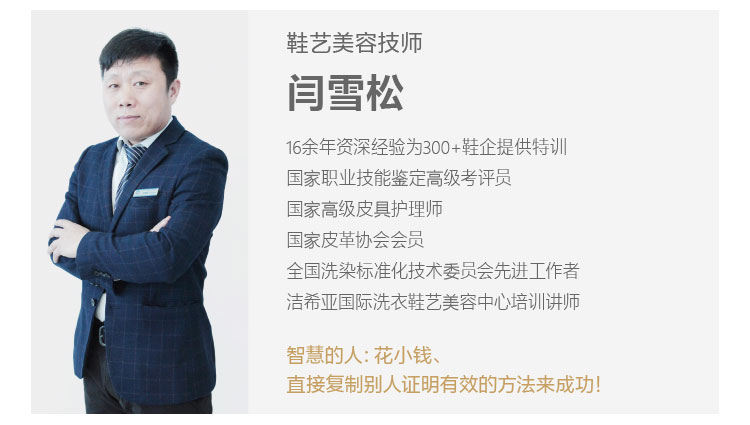 鞋艺美容技师
闫雪松
16余年资深经验为300+鞋企提供特训
国家职业技能鉴定高级考评员
国家高级皮具护理师
国家皮革协会会员
全国洗染标准化技术委员会先进工作者
洁希亚国际洗衣鞋艺美容中心培训讲师
智慧的人：花小钱、
直接复制别人证明有效的方法来成功！